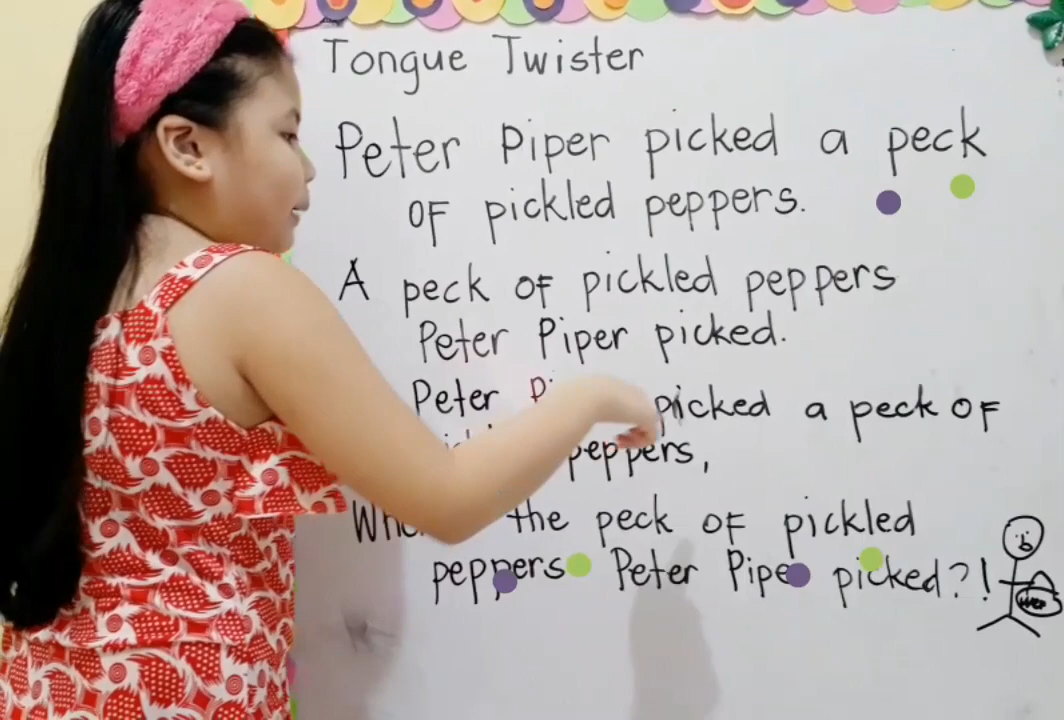 Tongue Twister
Peter Piper picked a peck
OF pickled peppers.
A peck OF pickled peppers
Peter Piper picked.
Peter picked a peck OF
peppers,
the peck OF pickled
peppers Peter Piper picked?!